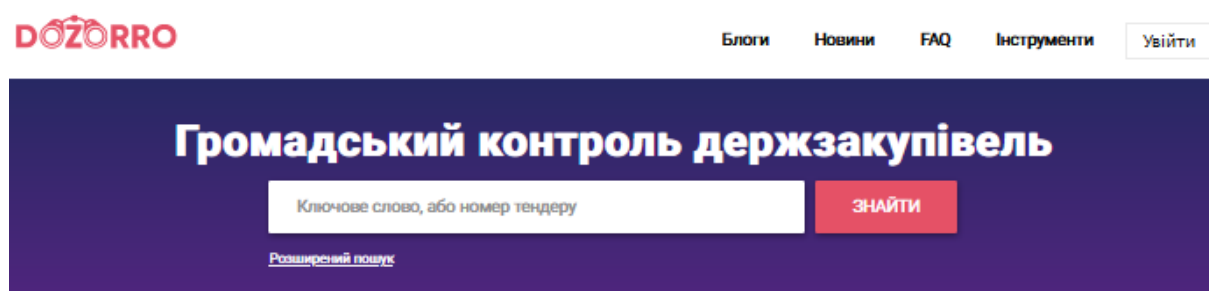 DOZORRO
Блоги Новини FAQ Інструменти Увійти
Громадський контроль держзакупівель
Ключове слово, або номер тендеру ЗНАЙТИ
Розширений пошук